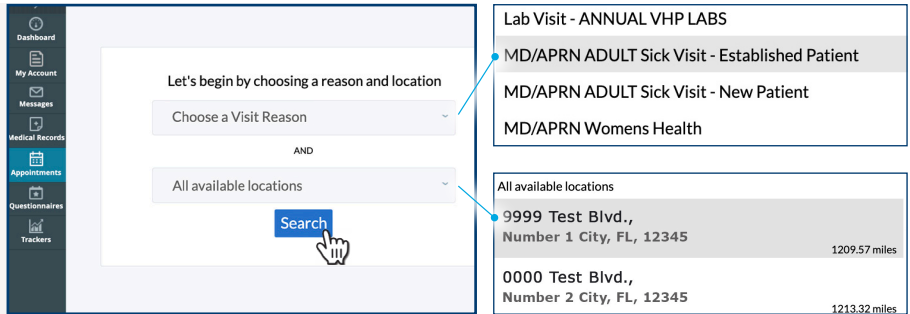 Dashboard
My Account
Messages
Medical Records
Appointments
Questionnaires
Trackers
Let's begin by choosing a reason and location
Choose a Visit Reason
AND
All available locations
Search
Lab Visit - ANNUAL VHP LABS
MD/APRN ADULT Sick Visit - Established Patient
MD/APRN ADULT Sick Visit - New Patient
MD/APRN Womens Health
All available locations
9999 Test Blvd.,
Number 1 City, FL, 12345
1209.57 miles
0000 Test Blvd.,
Number 2 City, FL, 12345
1213.32 miles